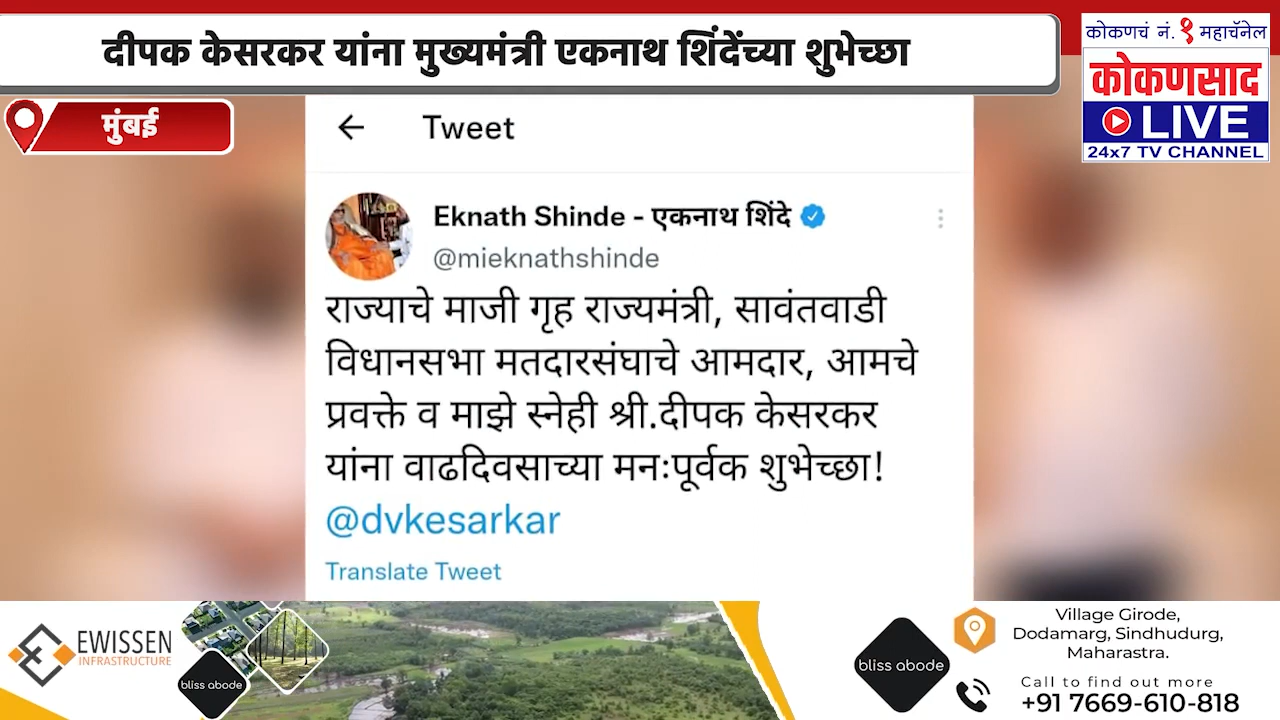 दीपक केसरकर यांना मुख्यमंत्री एकनाथ शिंदेंच्या शुभेच्छा
कोकणचं नं. १ महाचॅनेल
कोकणसाद
LIVE
24x7 TV CHANNEL
मुंबई
Tweet
Eknath Shinde - एकनाथ शिंदे
@mieknathshinde
राज्याचे माजी गृह राज्यमंत्री, सावंतवाडी
विधानसभा मतदारसंघाचे आमदार, आमचे
प्रवक्ते व माझे स्नेही श्री.दीपक केसरकर
यांना वाढदिवसाच्या मनःपूर्वक शुभेच्छा!
@dvkesarkar
Translate Tweet
EWISSEN
INFRASTRUCTURE
bliss abode
bliss abode
Village Girode,
Dodamarg, Sindhudurg,
Maharastra.
Call to find out more
+91 7669-610-818